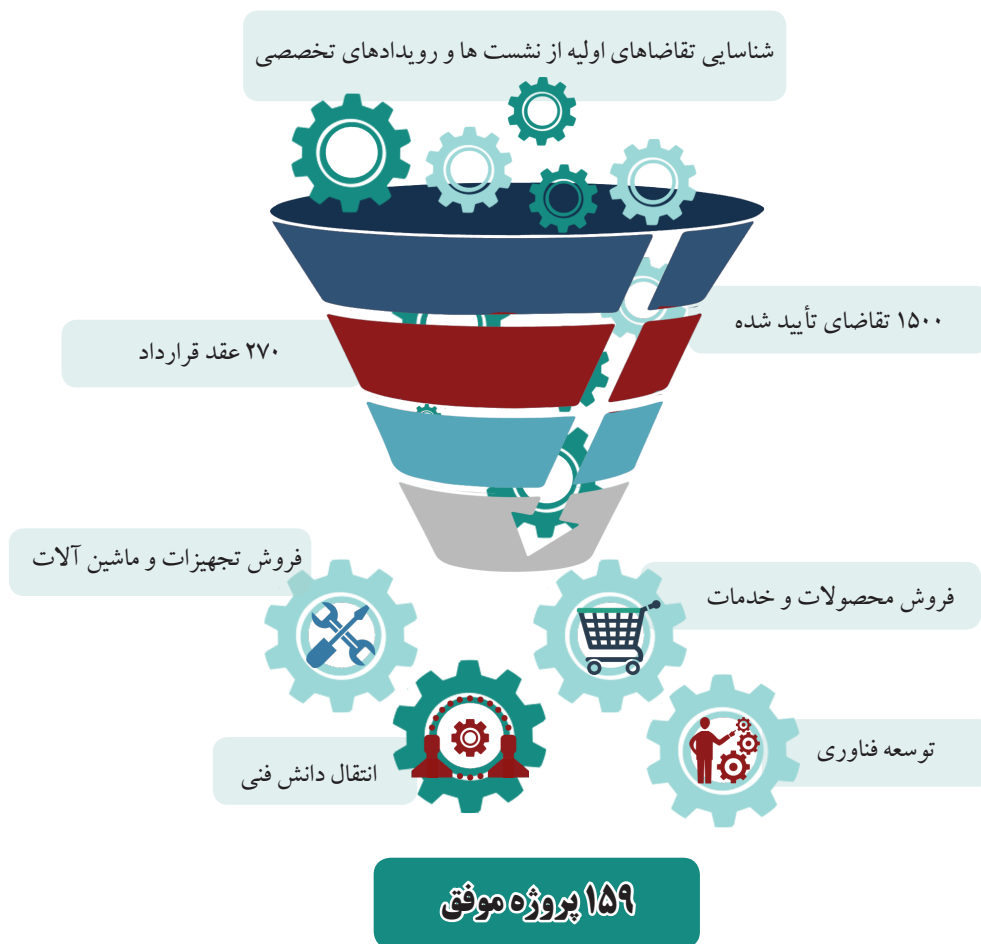 شناسایی تقاضاهای اولیه از نشست ها و رویدادهای تخصصی
۱۵۰۰ تقاضای تأیید شده
۲۷۰ عقد قرارداد
فروش تجهیزات و ماشین آلات
فروش محصولات و خدمات
توسعه فناوری
انتقال دانش فنی
۱۵۹ پروژه موفق